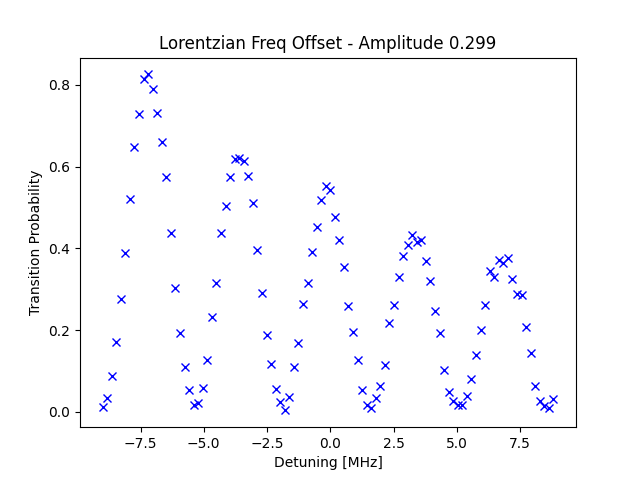 Lorentzian Freq Offset - Amplitude 0.299
Transition Probability
0.8
0.6
0.4
0.2
0.0
−7.5 −5.0 −2.5 0.0 2.5 5.0 7.5
Detuning [MHz]